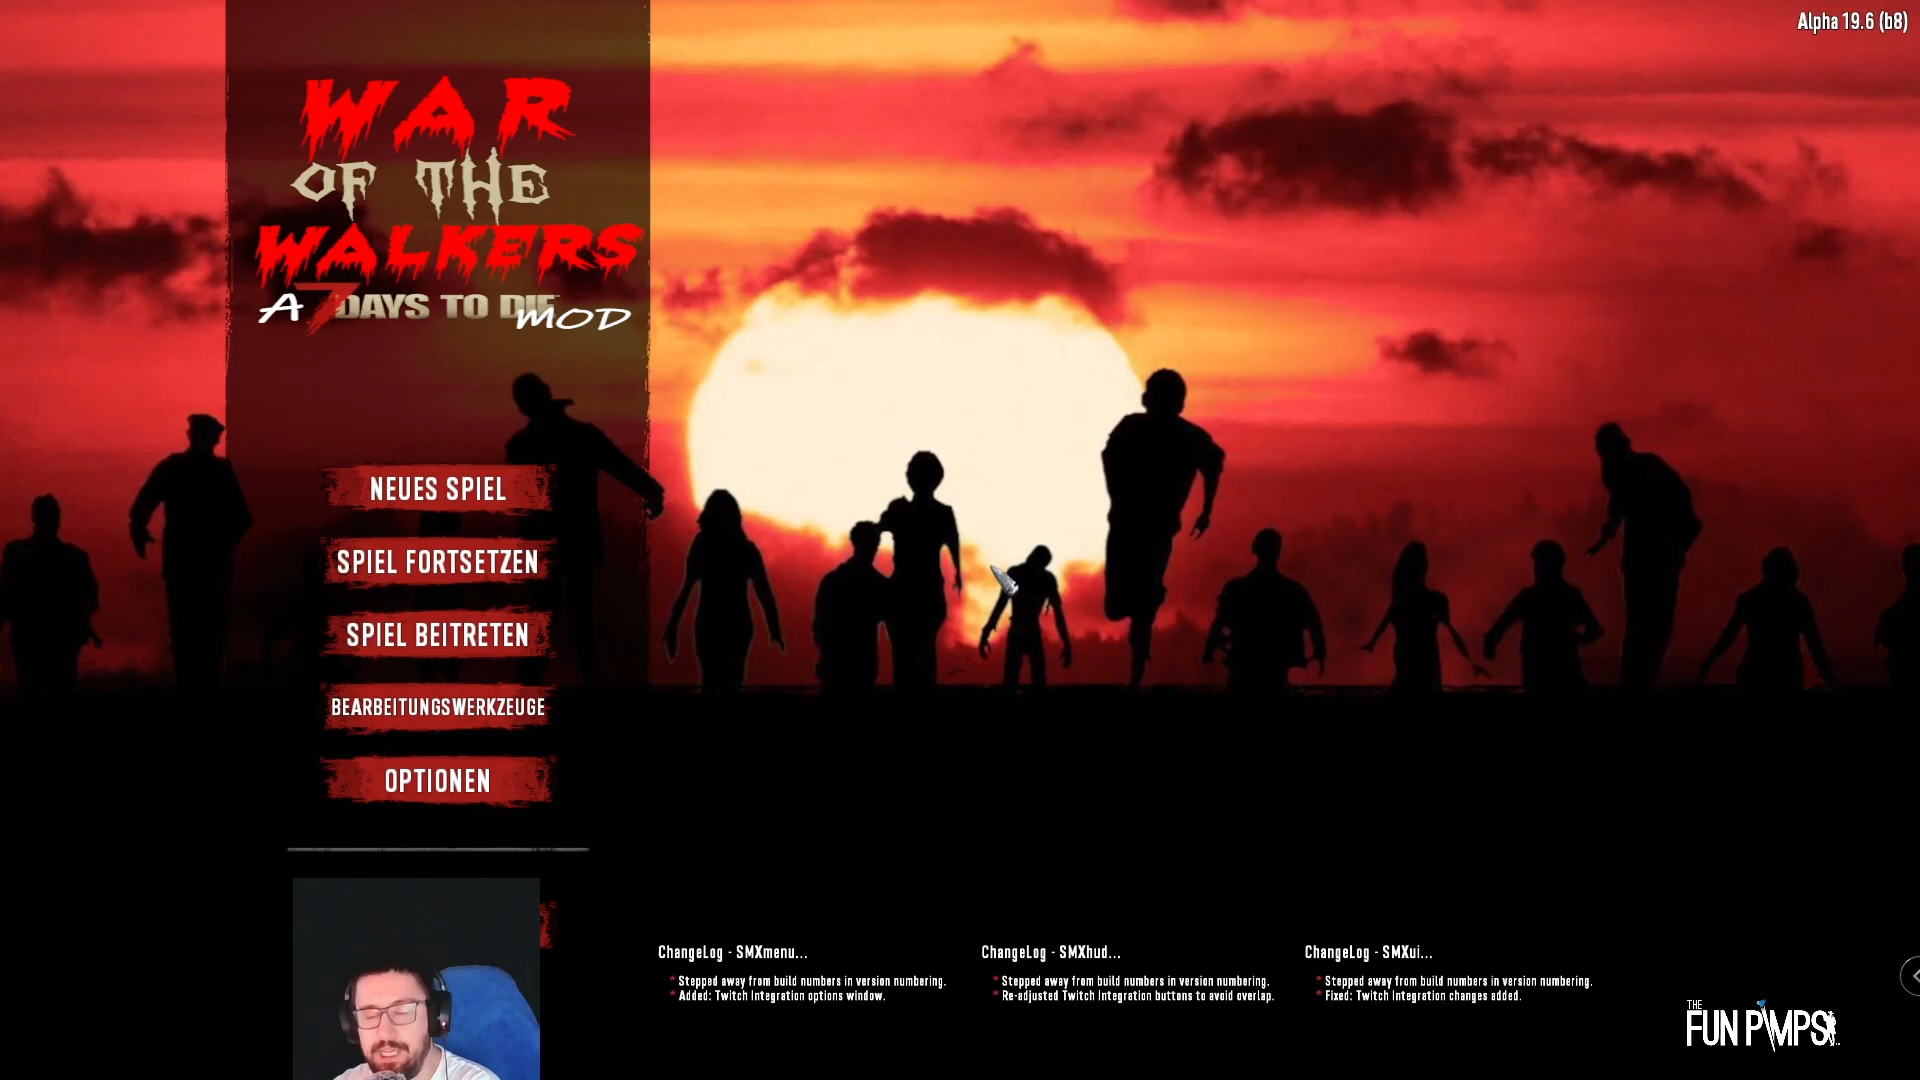 Alpha 19.6 (b8)
WAR
OF THE
WALKERS
A 7 DAYS TO DIE MOD
NEUES SPIEL
SPIEL FORTSETZEN
SPIEL BEITRETEN
BEARBEITUNGSWERKZEUGE
OPTIONEN
ChangeLog - SMXmenu...
* Stepped away from build numbers in version numbering.
* Added: Twitch Integration options window.
ChangeLog - SMXhud...
* Stepped away from build numbers in version numbering.
* Re-adjusted Twitch Integration buttons to avoid overlap.
ChangeLog - SMXui...
* Stepped away from build numbers in version numbering.
* Fixed: Twitch Integration changes added.
THE
FUN PIMPS